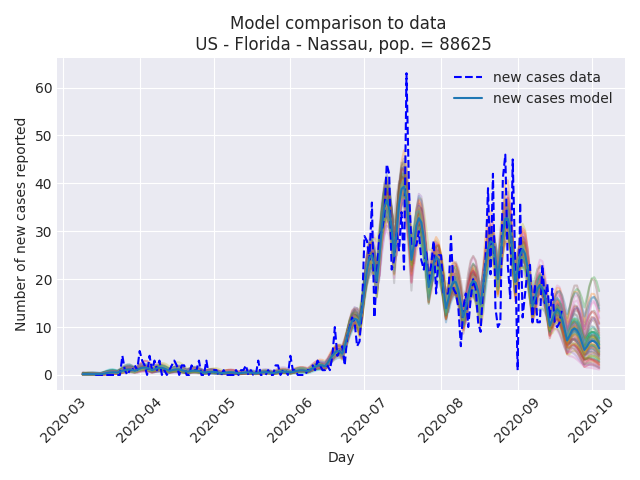 Model comparison to data
US - Florida - Nassau, pop. = 88625
new cases data
new cases model
Number of new cases reported
60
50
40
30
20
10
0
2020-03
2020-04
2020-05
2020-06
2020-07
2020-08
2020-09
2020-10
Day